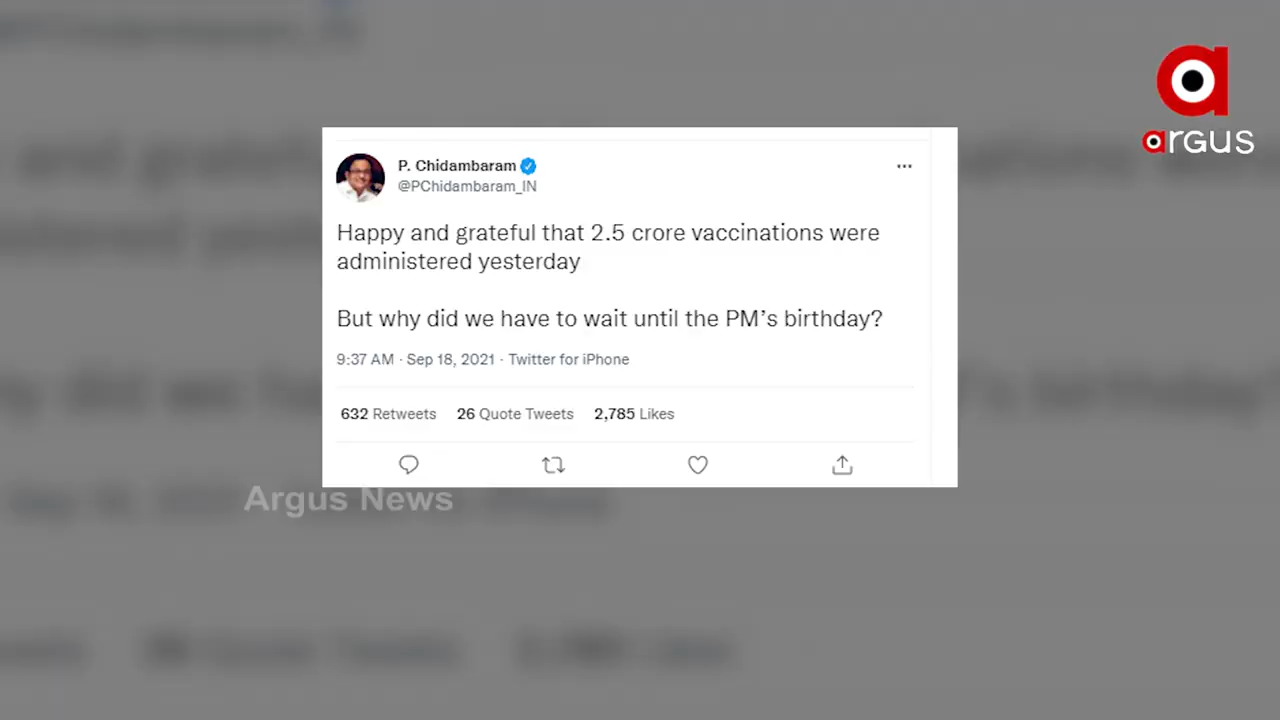 argus
P. Chidambaram
@PChidambaram_IN
Happy and grateful that 2.5 crore vaccinations were
administered yesterday
But why did we have to wait until the PM's birthday?
9:37 AM · Sep 18, 2021 · Twitter for iPhone
632 Retweets 26 Quote Tweets 2,785 Likes
Argus News